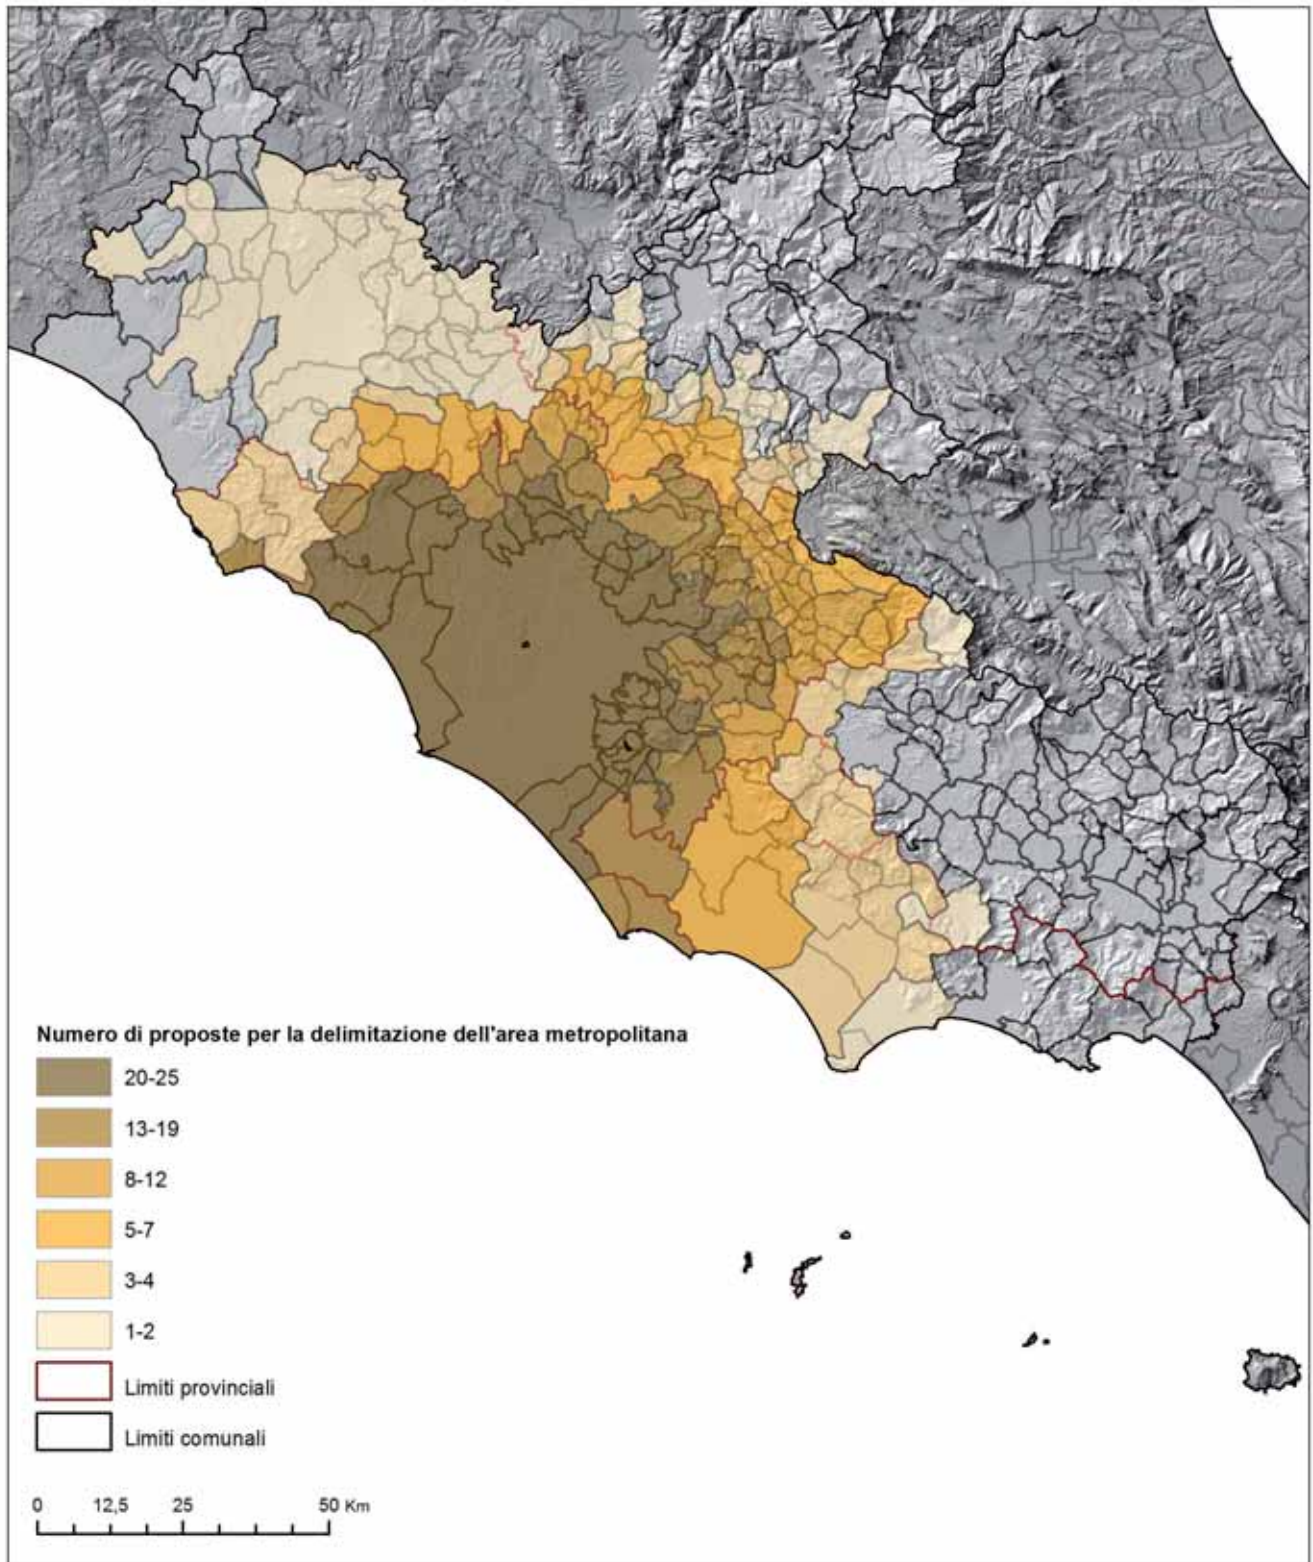 Numero di proposte per la delimitazione dell'area metropolitana
20-25
13-19
8-12
5-7
3-4
1-2
Limiti provinciali
Limiti comunali
0 12,5 25 50 Km